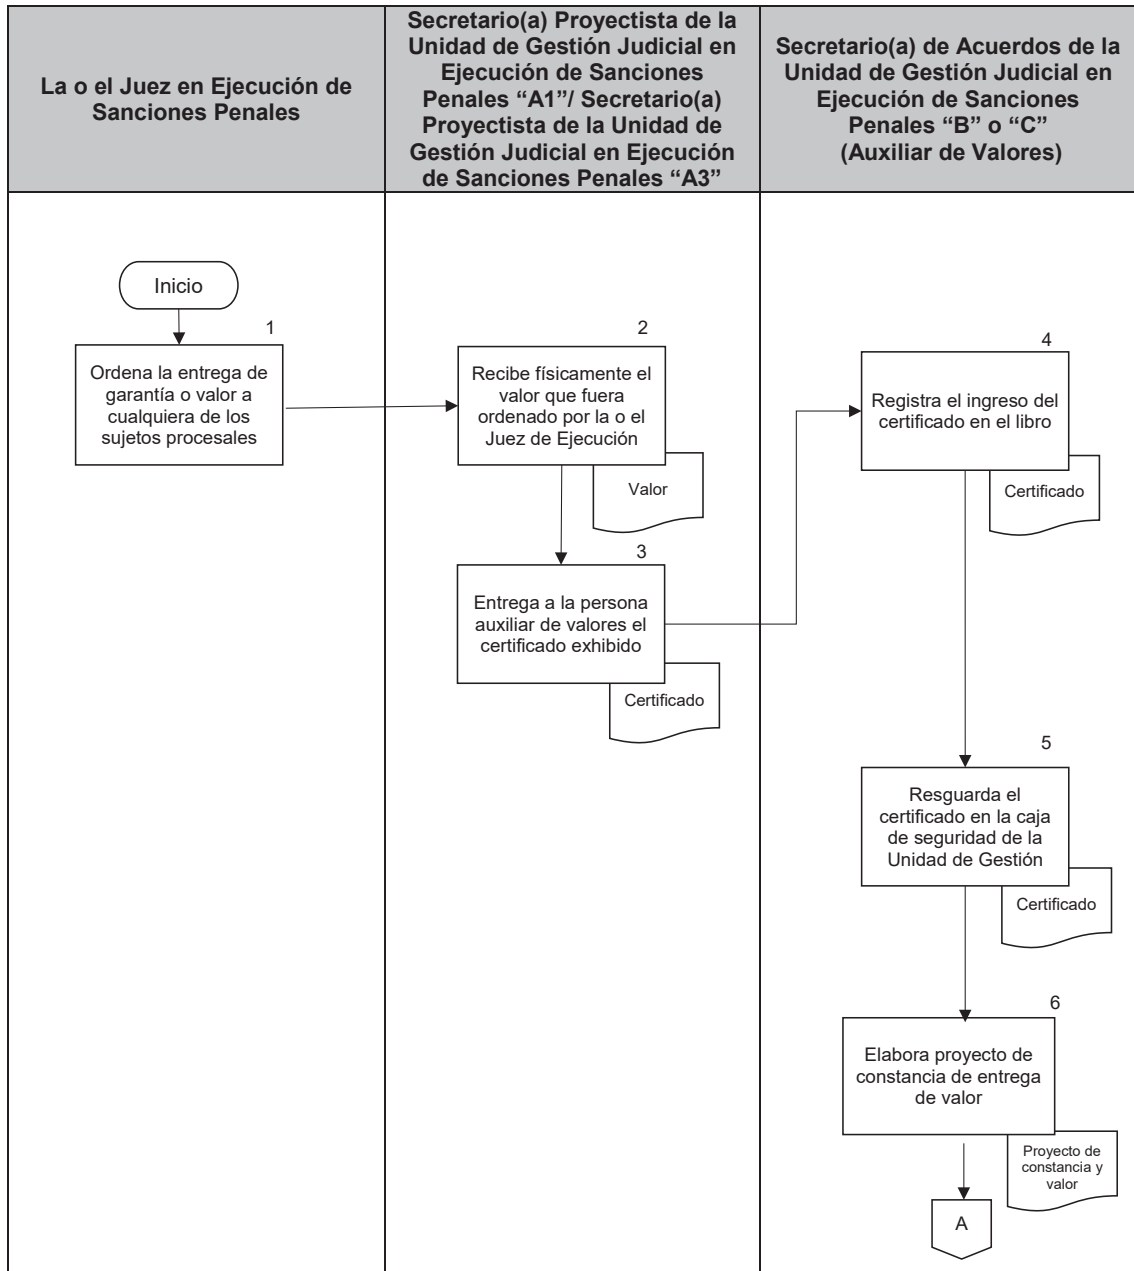 La o el Juez en Ejecución de
Sanciones Penales
Secretario(a) Proyectista de la
Unidad de Gestión Judicial en
Ejecución de Sanciones
Penales “A1”/ Secretario(a)
Proyectista de la Unidad de
Gestión Judicial en Ejecución
de Sanciones Penales “A3”
Secretario(a) de Acuerdos de la
Unidad de Gestión Judicial en
Ejecución de Sanciones
Penales “B” o “C”
(Auxiliar de Valores)
Inicio
1
Ordena la entrega de
garantía o valor a
cualquiera de los
sujetos procesales
2
Recibe físicamente el
valor que fuera
ordenado por la o el
Juez de Ejecución
Valor
3
Entrega a la persona
auxiliar de valores el
certificado exhibido
Certificado
4
Registra el ingreso del
certificado en el libro
Certificado
5
Resguarda el
certificado en la caja
de seguridad de la
Unidad de Gestión
Certificado
6
Elabora proyecto de
constancia de entrega
de valor
Proyecto de
constancia y
valor
A